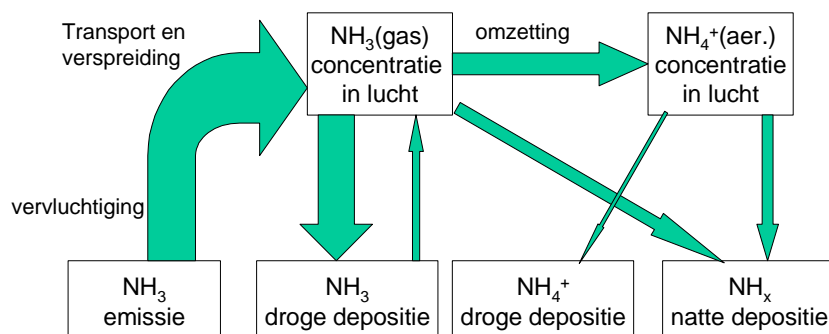 Transport en
verspreiding
NH₃(gas)
concentratie
in lucht
omzetting
NH₄⁺(aer.)
concentratie
in lucht
vervluchtiging
NH₃
emissie
NH₃
droge depositie
NH₄⁺
droge depositie
NHₓ
natte depositie